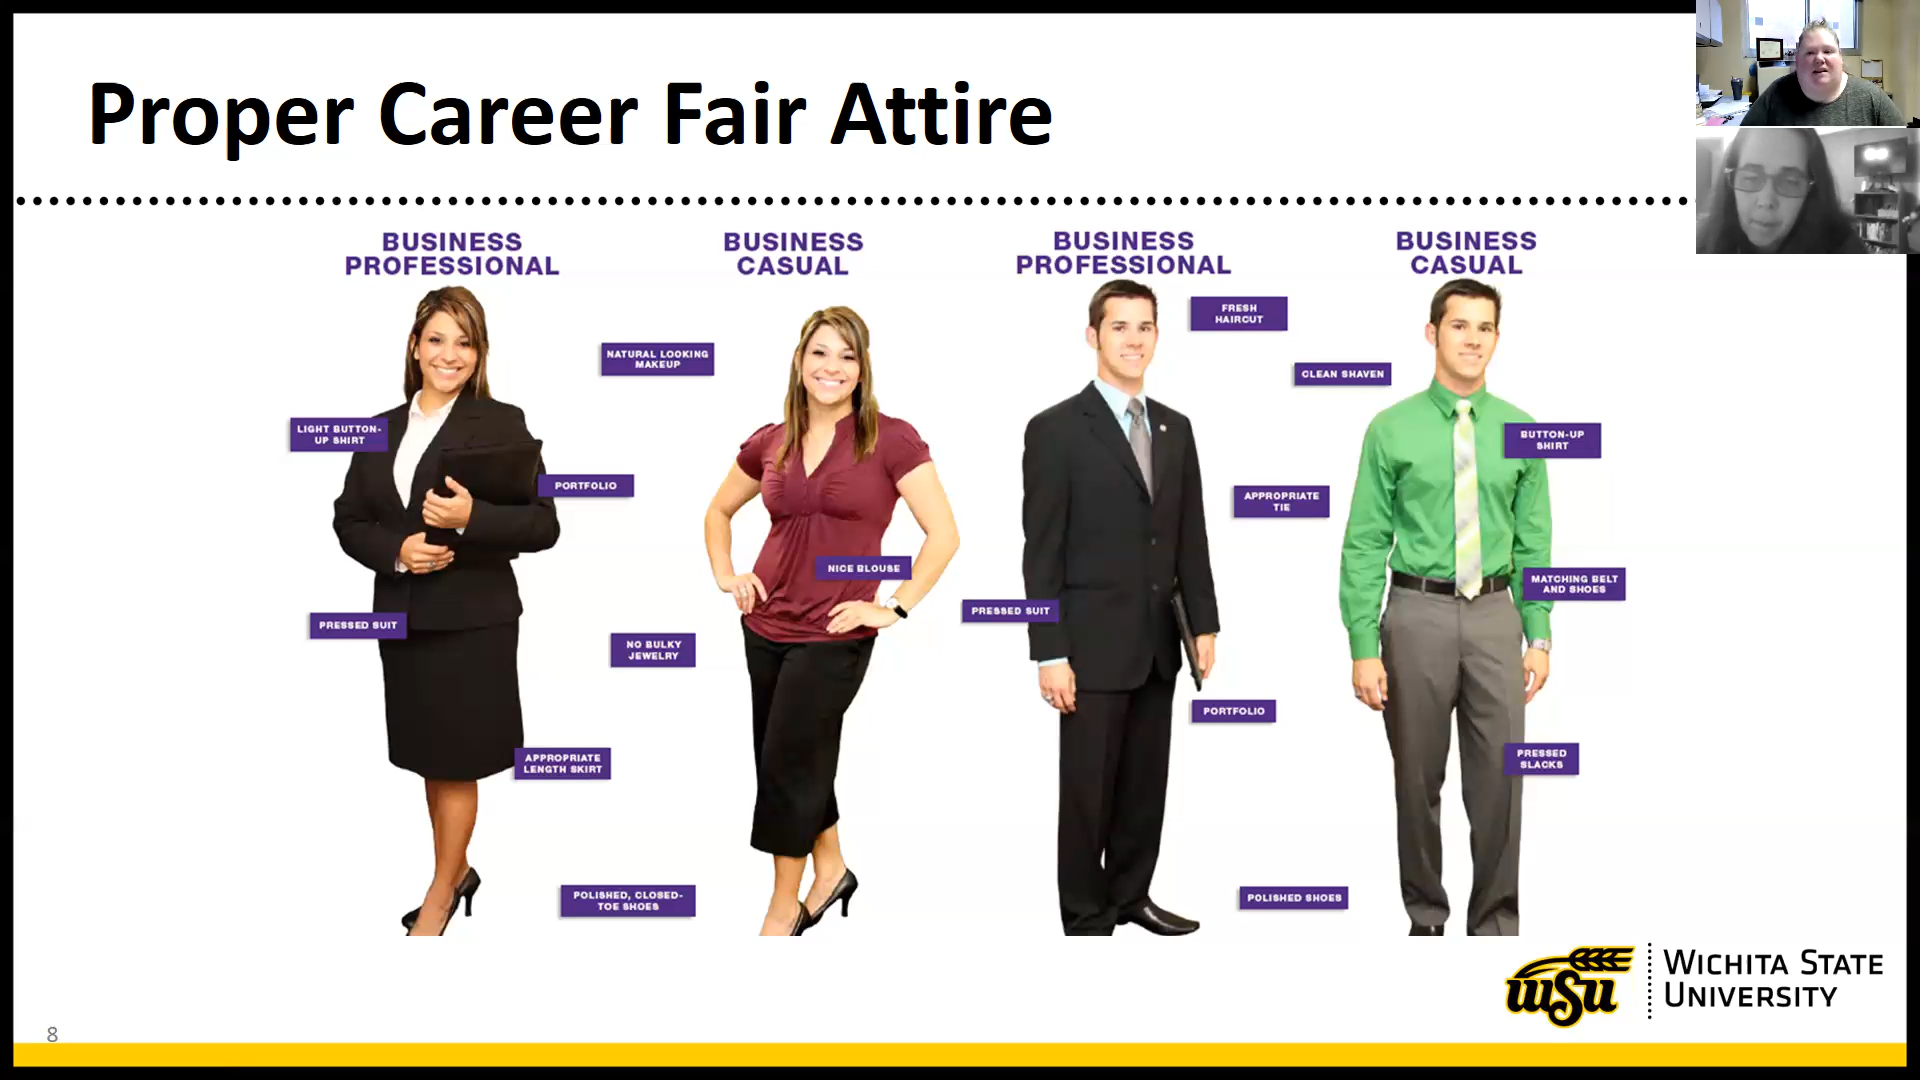 Proper Career Fair Attire
BUSINESS
PROFESSIONAL
LIGHT BUTTON-
UP SHIRT
PORTFOLIO
PRESSED SUIT
APPROPRIATE
LENGTH SKIRT
BUSINESS
CASUAL
NATURAL LOOKING
MAKEUP
NICE BLOUSE
NO BULKY
JEWELRY
POLISHED, CLOSED-
TOE SHOES
BUSINESS
PROFESSIONAL
FRESH
HAIRCUT
APPROPRIATE
TIE
PRESSED SUIT
PORTFOLIO
POLISHED SHOES
BUSINESS
CASUAL
CLEAN SHAVEN
BUTTON-UP
SHIRT
MATCHING BELT
AND SHOES
PRESSED
SLACKS
WSU
WICHITA STATE
UNIVERSITY
8